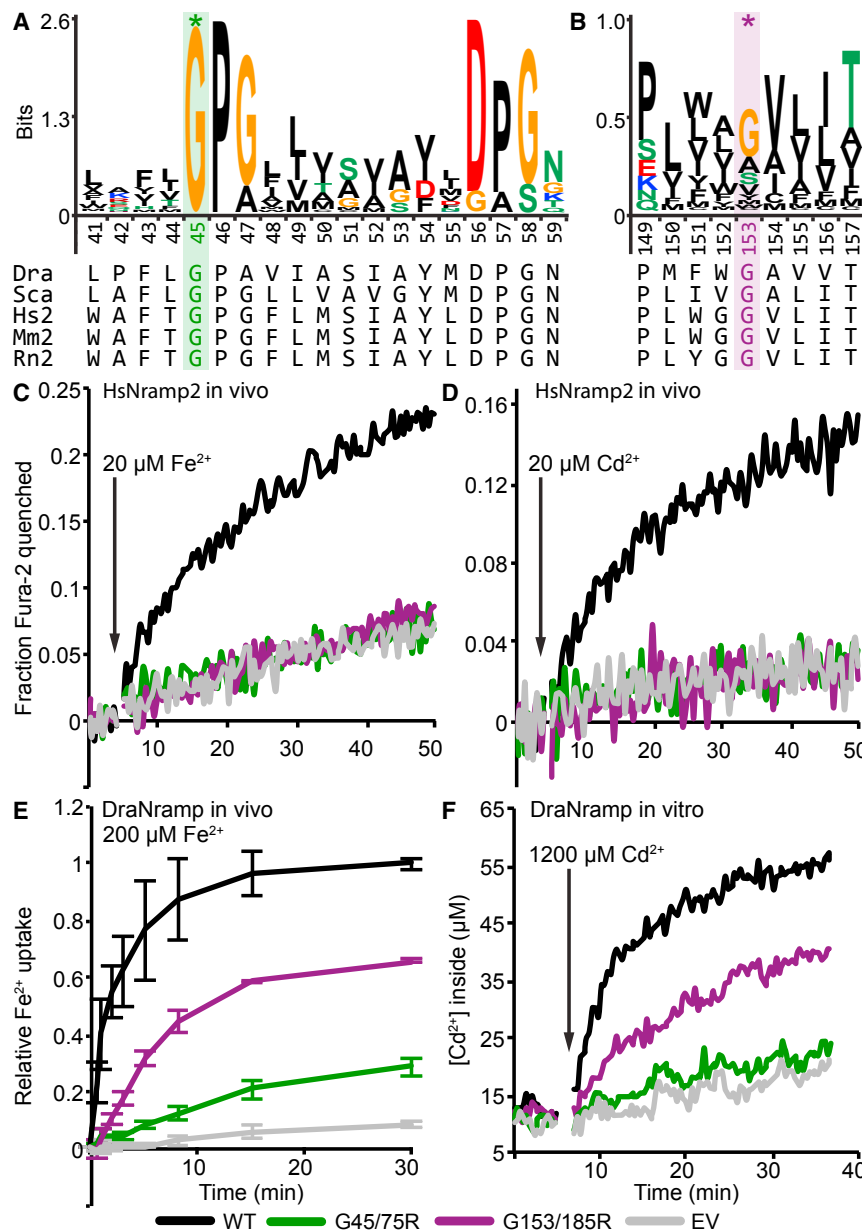 A
B
2.6
1.3
0
Bits
*
G P G
D P G N
1.0
0.5
0
*
P
W
A
G
V
L
I
T
41 42 43 44 45 46 47 48 49 50 51 52 53 54 55 56 57 58 59
149 150 151 152 153 154 155 156 157
Dra L P F L G P A V I A S I A Y M D P G N P M F W G A V V T
Sca L A F L G P G L L V A V G Y M D P G N P L I V G A L I T
Hs2 W A F T G P G F L M S I A Y L D P G N P L W G G V L I T
Mm2 W A F T G P G F L M S I A Y L D P G N P L W G G V L I T
Rn2 W A F T G P G F L M S I A Y L D P G N P L Y G G V L I T
C HsNramp2 in vivo
20 µM Fe²⁺
Fraction Fura-2 quenched
0.25
0.2
0.15
0.1
0.05
0
10 20 30 40 50
D HsNramp2 in vivo
20 µM Cd²⁺
0.16
0.12
0.08
0.04
0
10 20 30 40 50
E DraNramp in vivo
200 µM Fe²⁺
Relative Fe²⁺ uptake
1.2
1
0.8
0.6
0.4
0.2
0
10 20 30
Time (min)
F DraNramp in vitro
1200 µM Cd²⁺
[Cd²⁺] inside (µM)
65
55
45
35
25
15
5
10 20 30 40
Time (min)
WT G45/75R G153/185R EV